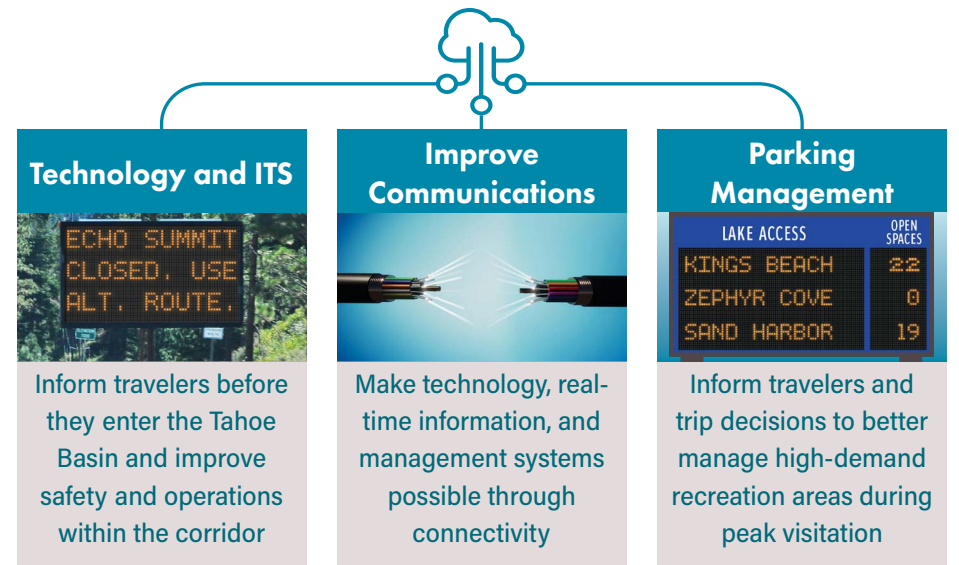 Technology and ITS
ECHO SUMMIT
CLOSED. USE
ALT. ROUTE.
Inform travelers before
they enter the Tahoe
Basin and improve
safety and operations
within the corridor
Improve
Communications
Make technology, real-
time information, and
management systems
possible through
connectivity
Parking
Management
LAKE ACCESS
OPEN
SPACES
KINGS BEACH 22
ZEPHYR COVE 0
SAND HARBOR 19
Inform travelers and
trip decisions to better
manage high-demand
recreation areas during
peak visitation